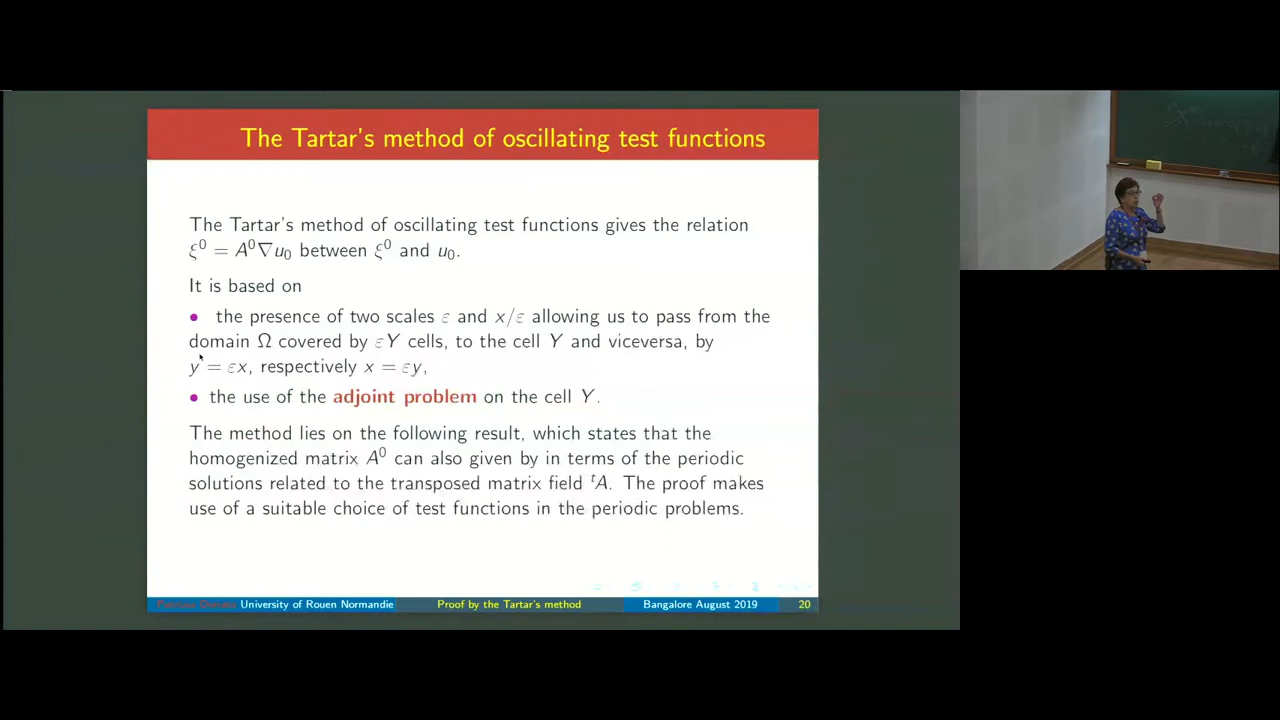 The Tartar's method of oscillating test functions
The Tartar's method of oscillating test functions gives the relation
ξ⁰ = A⁰∇u₀ between ξ⁰ and u₀.
It is based on
• the presence of two scales ε and x/ε allowing us to pass from the
domain Ω covered by εY cells, to the cell Y and viceversa, by
y = εx, respectively x = εy,
• the use of the adjoint problem on the cell Y.
The method lies on the following result, which states that the
homogenized matrix A⁰ can also given by in terms of the periodic
solutions related to the transposed matrix field ᵗA. The proof makes
use of a suitable choice of test functions in the periodic problems.
University of Rouen Normandie Proof by the Tartar's method Bangalore August 2019 20